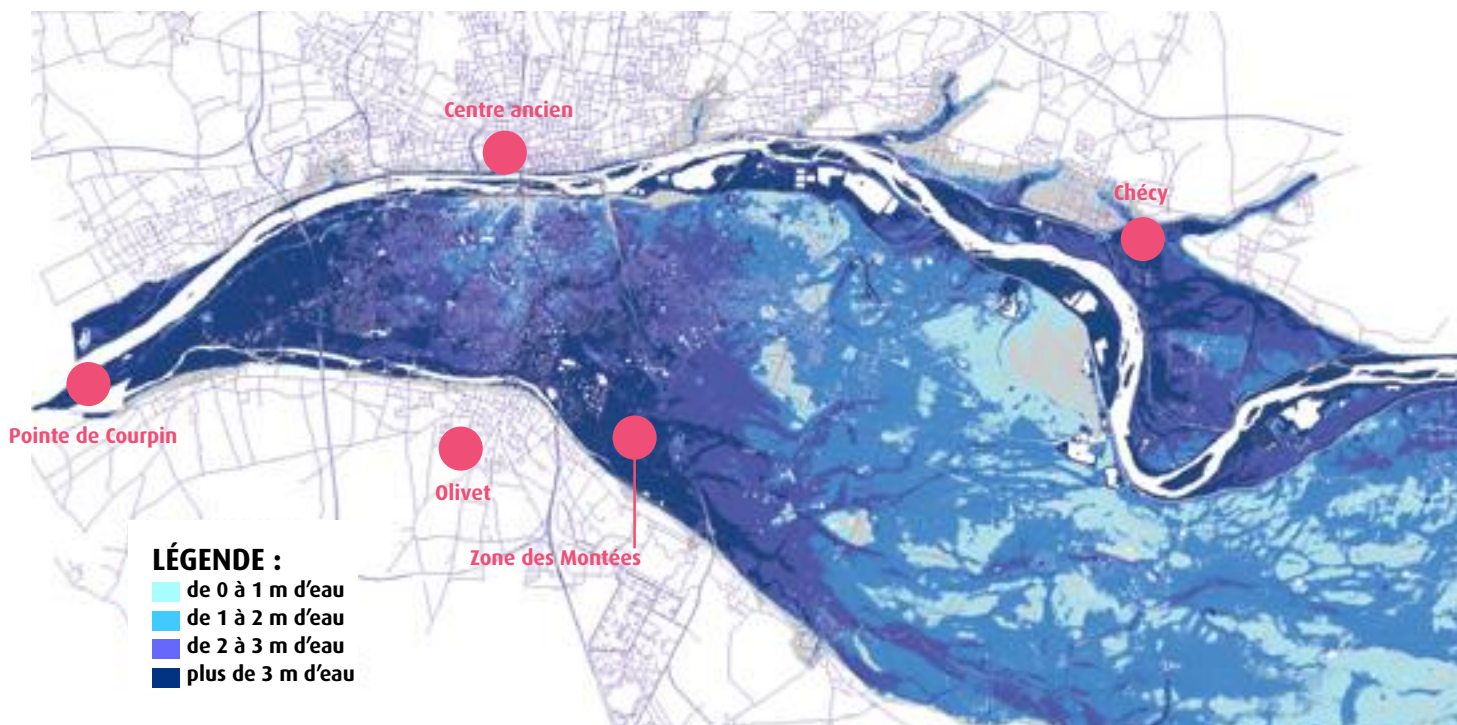 Centre ancien
Chécy
Pointe de Courpin
Olivet
Zone des Montées
LÉGENDE :
de 0 à 1 m d’eau
de 1 à 2 m d’eau
de 2 à 3 m d’eau
plus de 3 m d’eau